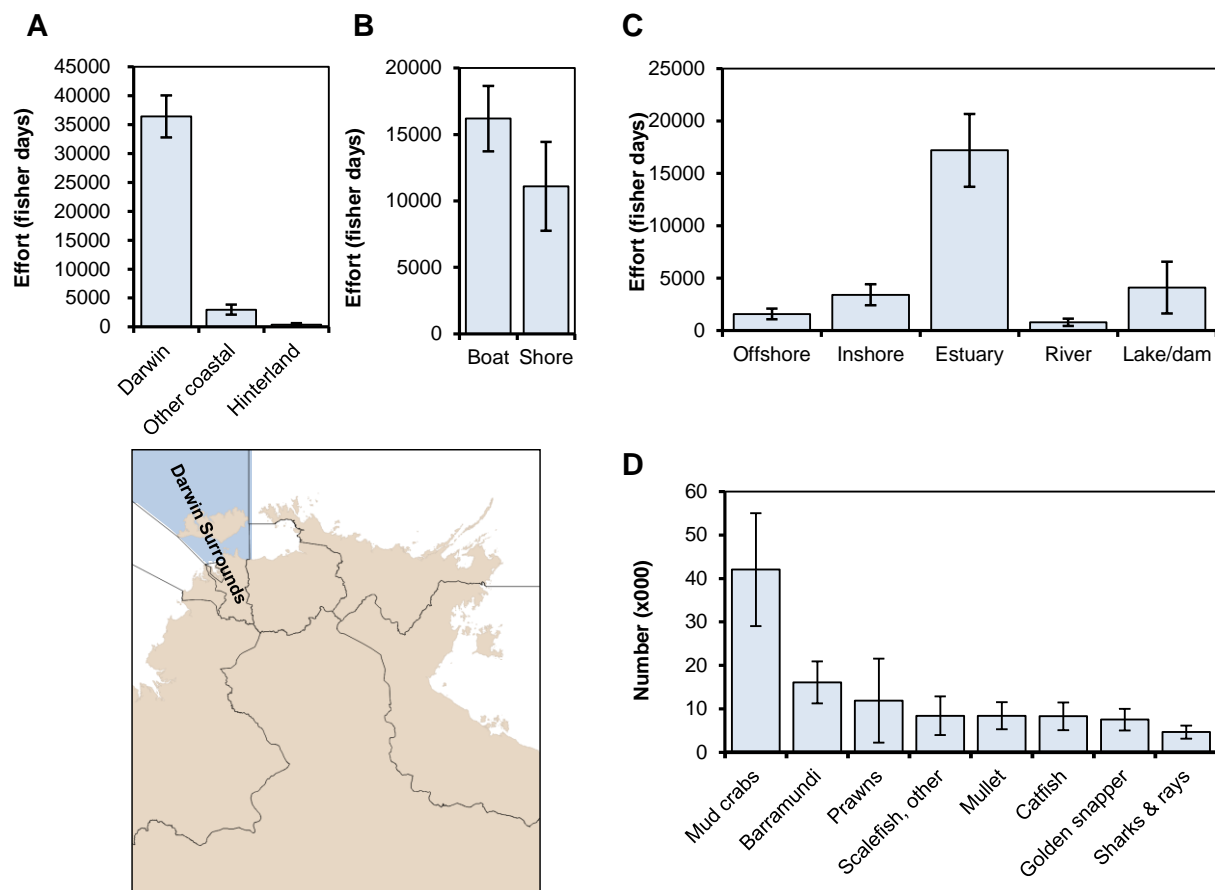 A
Effort (fisher days)
45000
40000
35000
30000
25000
20000
15000
10000
5000
0
Darwin
Other coastal
Hinterland
B
Effort (fisher days)
20000
15000
10000
5000
0
Boat Shore
C
Effort (fisher days)
25000
20000
15000
10000
5000
0
Offshore Inshore Estuary River Lake/dam
Darwin Surrounds
D
Number (x000)
60
50
40
30
20
10
0
Mud crabs
Barramundi
Prawns
Scalefish, other
Mullet
Catfish
Golden snapper
Sharks & rays